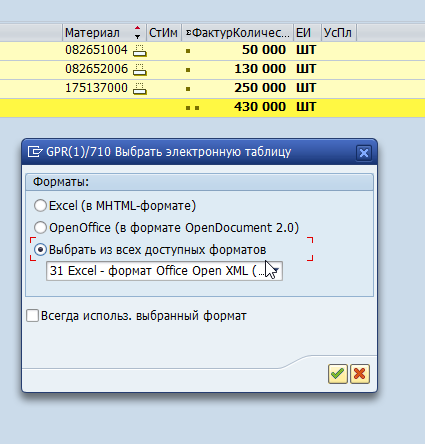 Материал СтИм ΣФактурКоличес... ЕИ УсПл
082651004 50 000 ШТ
082652006 130 000 ШТ
175137000 250 000 ШТ
430 000 ШТ
GPR(1)/710 Выбрать электронную таблицу
Форматы:
Excel (в MHTML-формате)
OpenOffice (в формате OpenDocument 2.0)
Выбрать из всех доступных форматов
31 Excel - формат Office Open XML (...
Всегда использ. выбранный формат